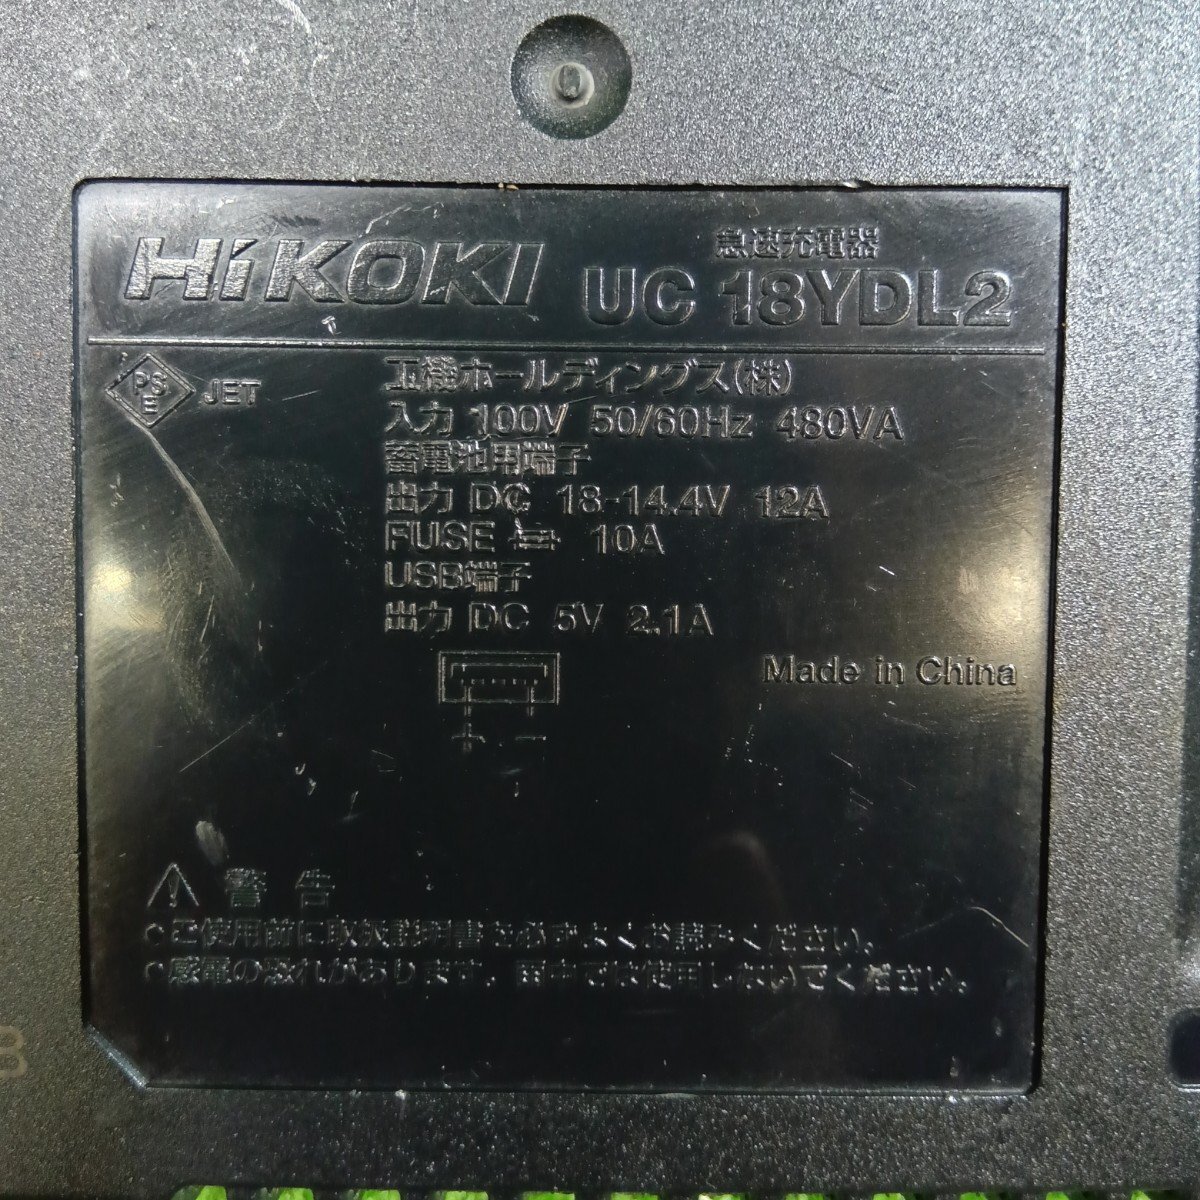 0
HiKOKI
急速充電器
UC 18YDL2
PSE JET
工機ホールディングス(株)
入力 100V 50/60Hz 480VA
蓄電池用端子
出力 DC 18-14.4V 12A
FUSE 10A
USB端子
出力 DC 5V 2.1A
+ -
Made in China
警告
•ご使用前に取扱説明書を必ずよくお読みください。
•感電の恐れがあります。雨中では使用しないでください。
B